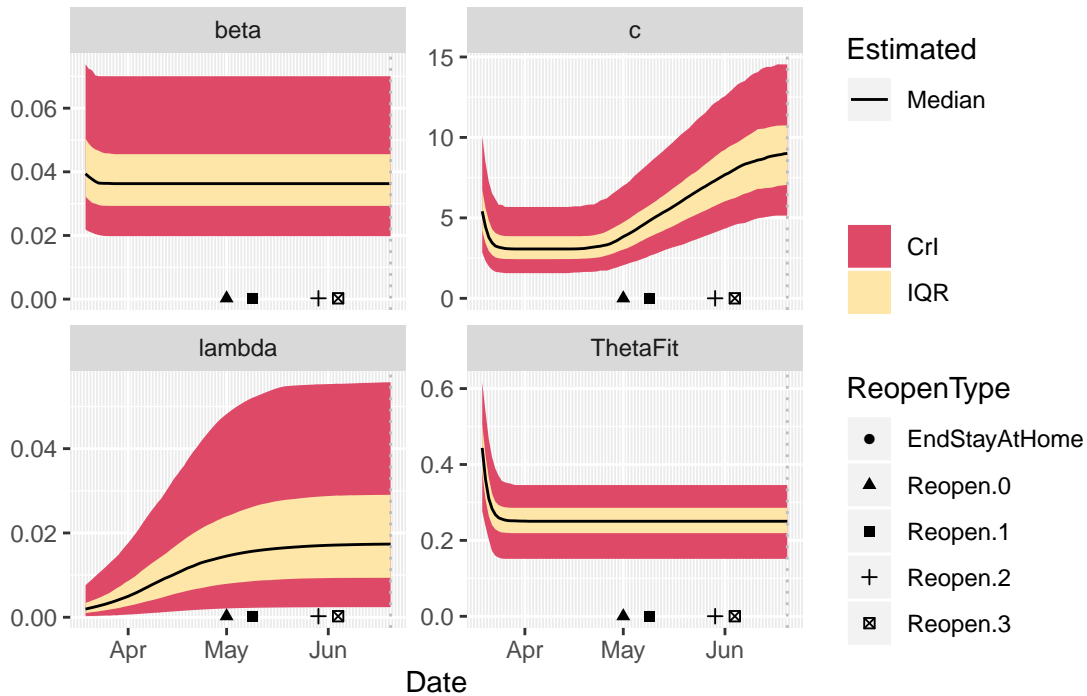 beta
c
0.06
0.04
0.02
0.00
15
10
5
0
lambda
ThetaFit
0.04
0.02
0.00
0.6
0.4
0.2
0.0
Apr May Jun
Apr May Jun
Date
Estimated
Median
CrI
IQR
ReopenType
EndStayAtHome
Reopen.0
Reopen.1
Reopen.2
Reopen.3